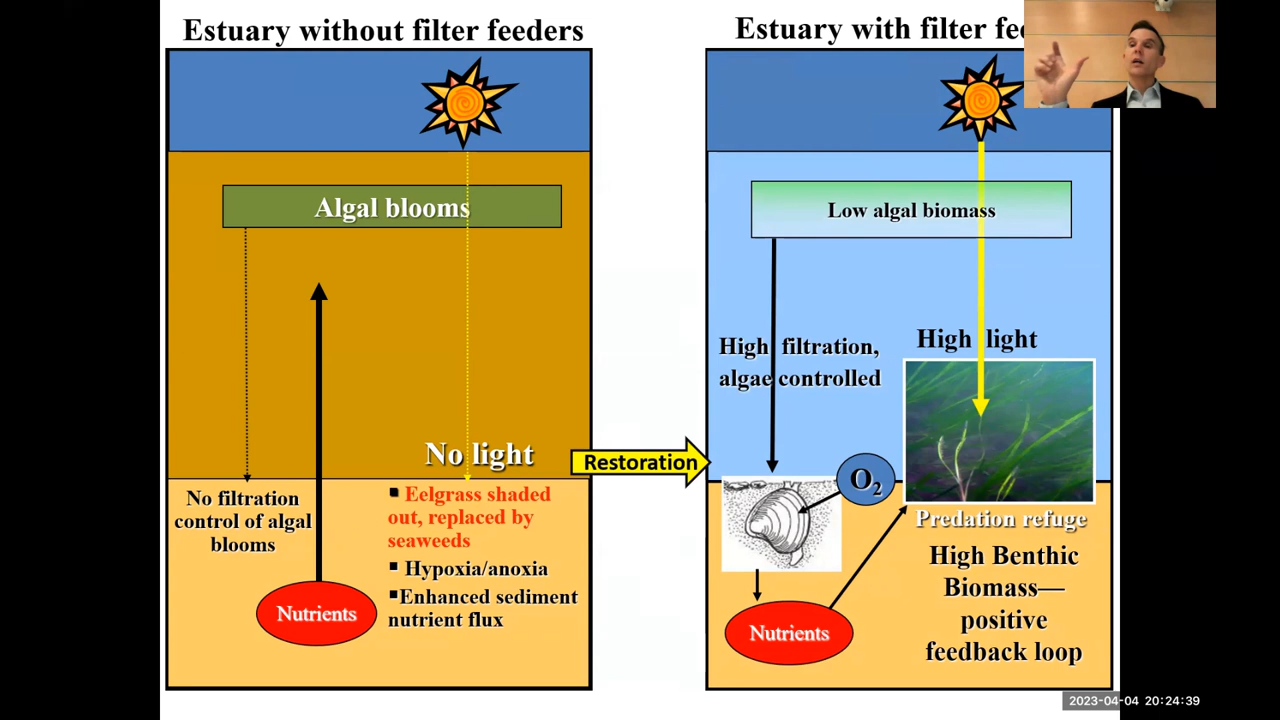 Estuary without filter feeders
Algal blooms
No light
No filtration
control of algal
blooms
Nutrients
▪ Eelgrass shaded
out, replaced by
seaweeds
▪ Hypoxia/anoxia
▪Enhanced sediment
nutrient flux
Restoration
Estuary with filter fee
Low algal biomass
High filtration,
algae controlled
High light
O2
Predation refuge
High Benthic
Biomass—
positive
feedback loop
Nutrients
2023-04-04 20:24:39